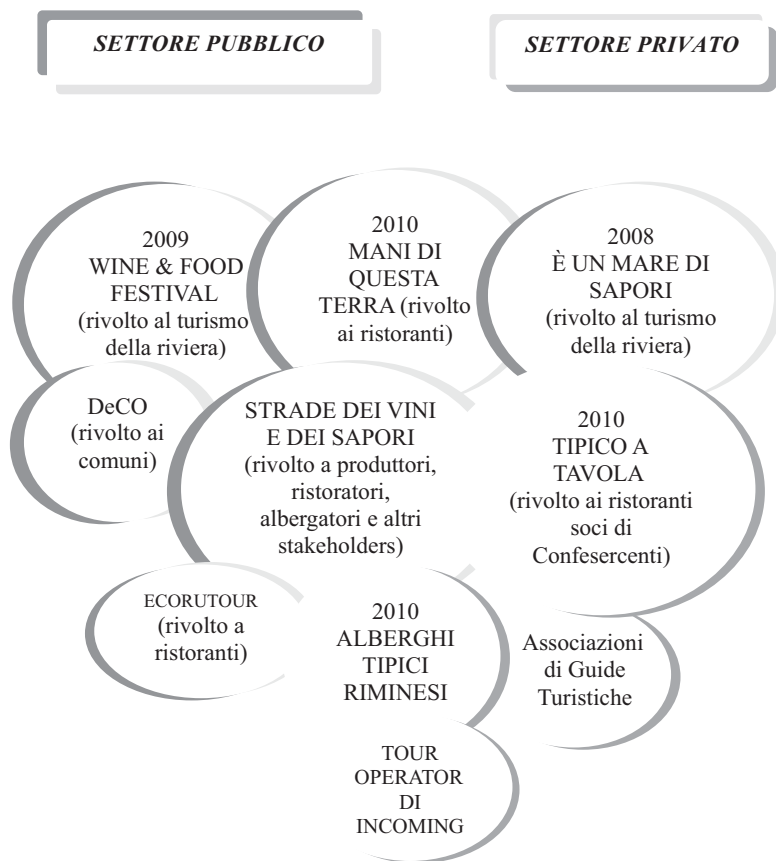 SETTORE PUBBLICO
SETTORE PRIVATO
2009
WINE & FOOD
FESTIVAL
(rivolto al turismo
della riviera)
2010
MANI DI
QUESTA
TERRA (rivolto
ai ristoranti)
2008
È UN MARE DI
SAPORI
(rivolto al turismo
della riviera)
DeCO
(rivolto ai
comuni)
STRADE DEI VINI
E DEI SAPORI
(rivolto a produttori,
ristoratori,
albergatori e altri
stakeholders)
2010
TIPICO A
TAVOLA
(rivolto ai ristoranti
soci di
Confesercenti)
ECORUTOUR
(rivolto a
ristoranti)
2010
ALBERGHI
TIPICI
RIMINESI
Associazioni
di Guide
Turistiche
TOUR
OPERATOR
DI
INCOMING